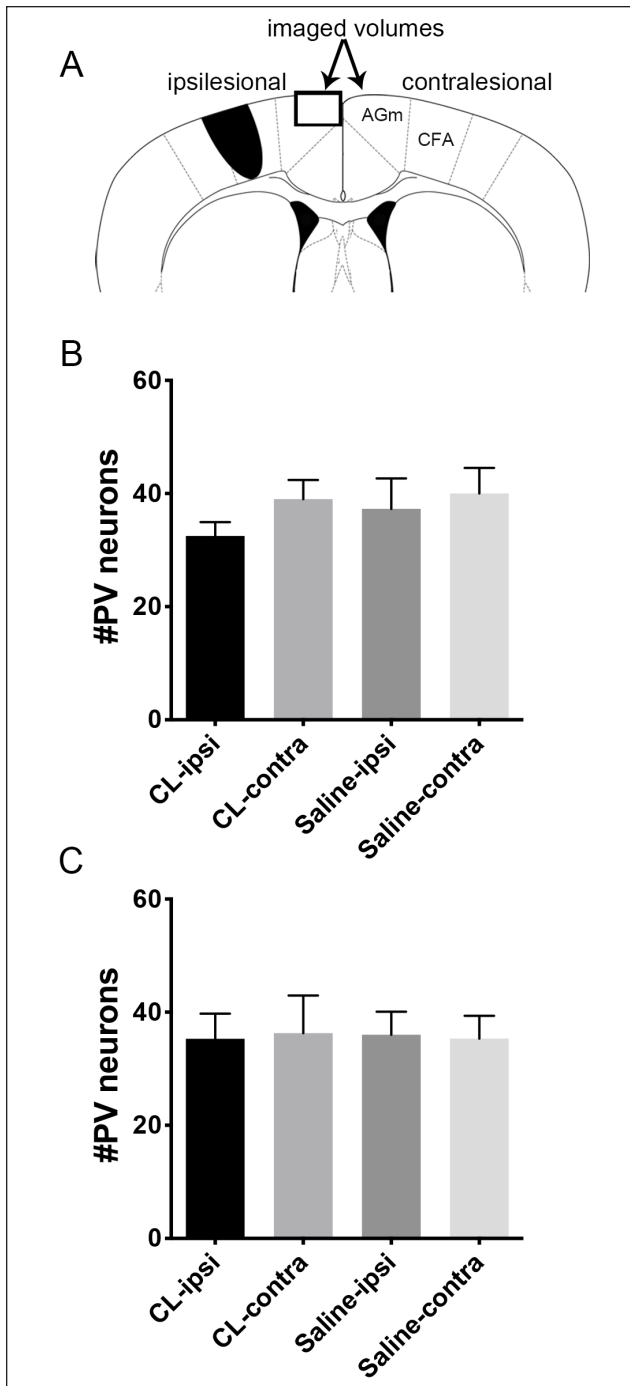 imaged volumes
A
ipsilesional
contralesional
AGm
CFA
B
60
40
20
0
#PV neurons
CL-ipsi
CL-contra
Saline-ipsi
Saline-contra
C
60
40
20
0
#PV neurons
CL-ipsi
CL-contra
Saline-ipsi
Saline-contra